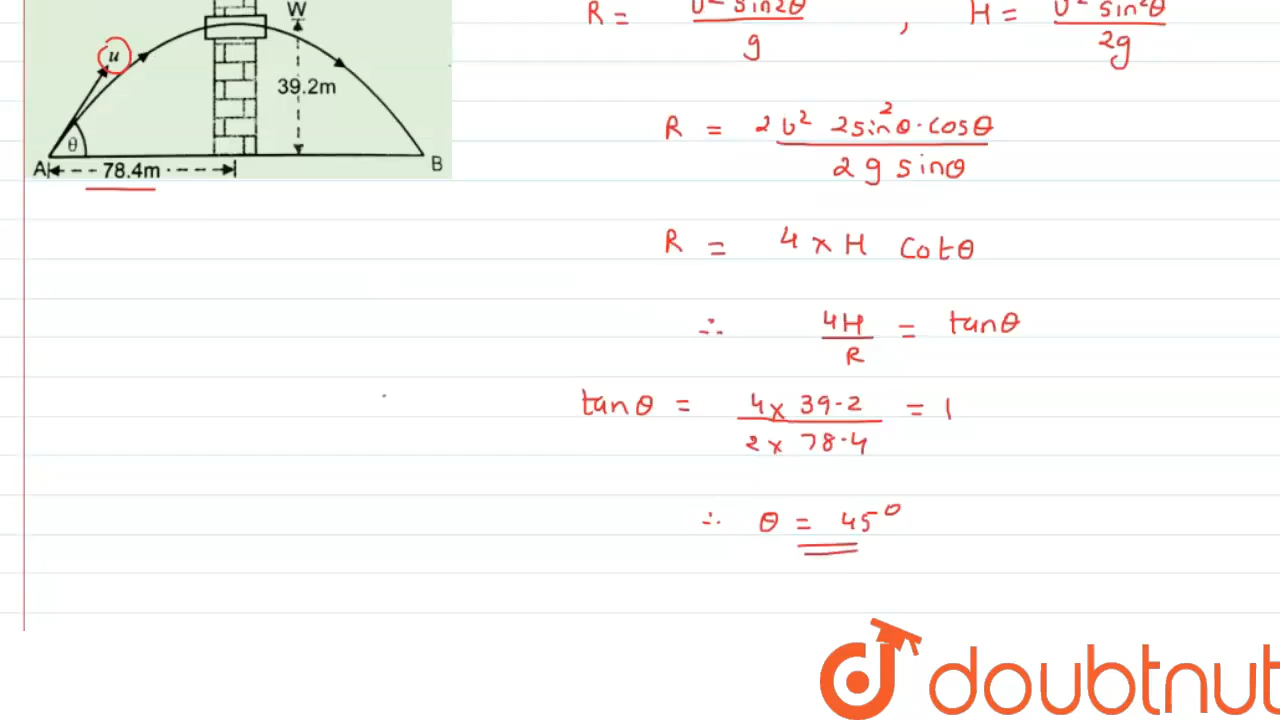 W
u
39.2m
θ
A
78.4m
B
R = U² sin2θ / g , H = U² sin²θ / 2g
R = 2U² 2sin²θ·cosθ / 2g sinθ
R = 4 × H Cotθ
∴ 4H / R = tanθ
tanθ = 4 × 39·2 / 2 × 78·4 = 1
∴ θ = 45°
doubtnut